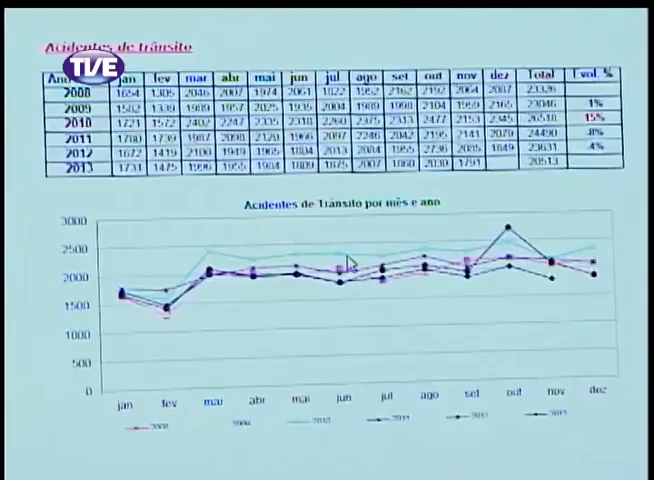 Acidentes de trânsito
TVE
Ano jan fev mar abr mai jun jul ago set out nov dez Total Evol. %
2008 1654 1305 2046 2007 1974 2061 1822 1952 2162 2192 2064 2087 23326
2009 1582 1339 1989 1957 2025 1935 2004 1989 1998 2104 1959 2165 23046 1%
2010 1721 1572 2402 2247 2335 2318 2260 2375 2313 2477 2153 2345 26518 15%
2011 1780 1739 1987 2098 2120 1966 2097 2246 2042 2195 2141 2079 24490 -8%
2012 1672 1419 2100 1949 1965 1804 2013 2084 1955 2736 2085 1849 23631 -4%
2013 1731 1475 1996 1955 1984 1809 1875 2007 1860 2030 1791 20513
Acidentes de Trânsito por mês e ano
3000
2500
2000
1500
1000
500
0
jan fev mar abr mai jun jul ago set out nov dez
2008 2009 2010 2011 2012 2013